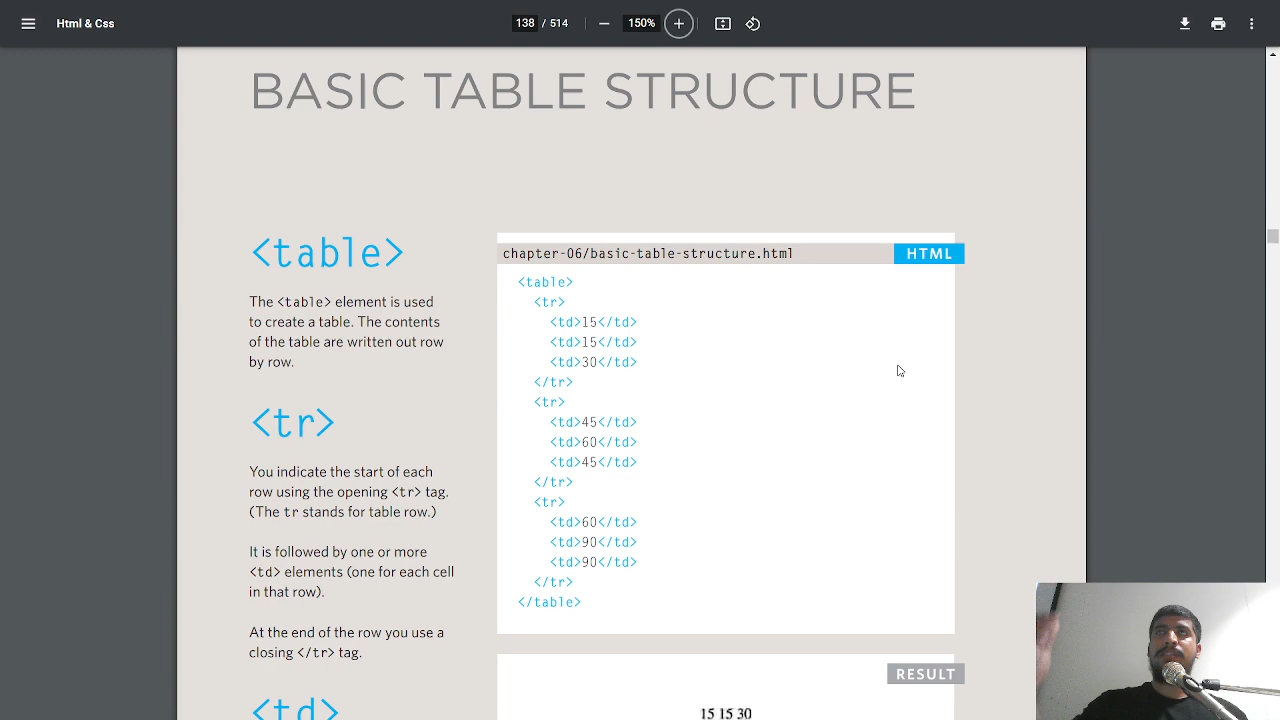 Html & Css
138 / 514
150%
BASIC TABLE STRUCTURE
<table>
The <table> element is used
to create a table. The contents
of the table are written out row
by row.
<tr>
You indicate the start of each
row using the opening <tr> tag.
(The tr stands for table row.)
It is followed by one or more
<td> elements (one for each cell
in that row).
At the end of the row you use a
closing </tr> tag.
<td>
chapter-06/basic-table-structure.html
HTML
<table>
<tr>
<td>15</td>
<td>15</td>
<td>30</td>
</tr>
<tr>
<td>45</td>
<td>60</td>
<td>45</td>
</tr>
<tr>
<td>60</td>
<td>90</td>
<td>90</td>
</tr>
</table>
RESULT
15 15 30